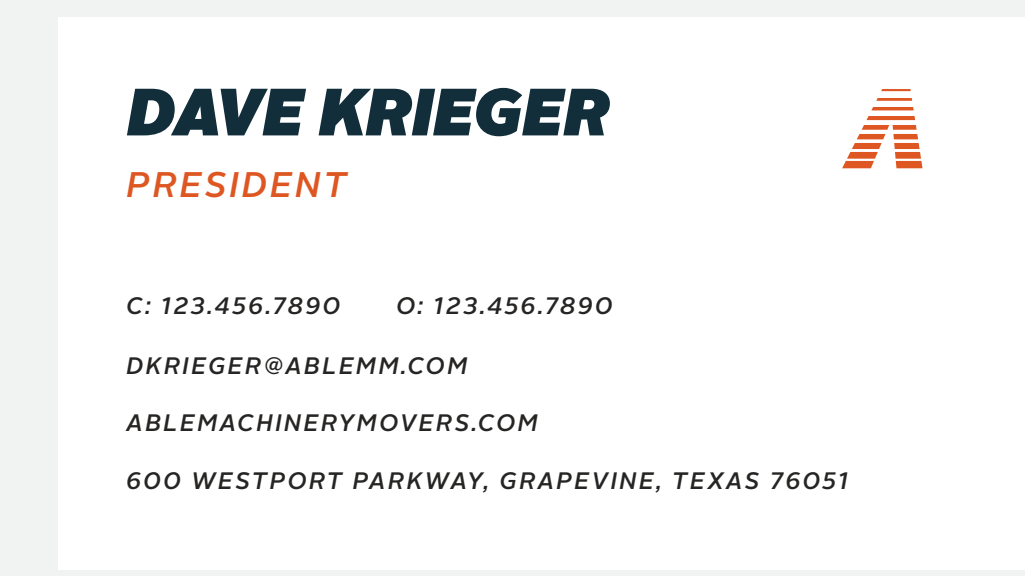 DAVE KRIEGER
PRESIDENT
C: 123.456.7890 O: 123.456.7890
DKRIEGER@ABLEMM.COM
ABLEMACHINERYMOVERS.COM
600 WESTPORT PARKWAY, GRAPEVINE, TEXAS 76051